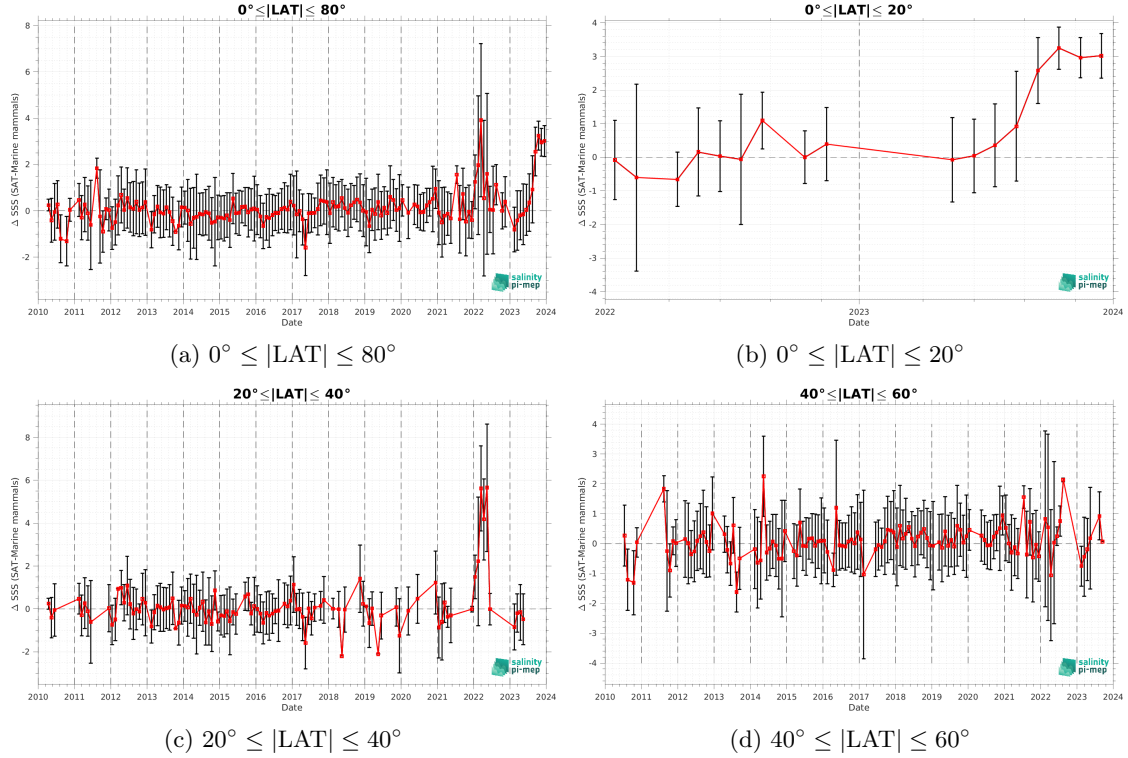 0°≤|LAT|≤ 80°
8
6
4
2
0
-2
Δ SSS (SAT-Marine mammals)
2010 2011 2012 2013 2014 2015 2016 2017 2018 2019 2020 2021 2022 2023 2024
Date
salinity
pi-mep
(a) 0° ≤ |LAT| ≤ 80°
0°≤|LAT|≤ 20°
4
3
2
1
0
-1
-2
-3
-4
Δ SSS (SAT-Marine mammals)
2022 2023 2024
Date
salinity
pi-mep
(b) 0° ≤ |LAT| ≤ 20°
20°≤|LAT|≤ 40°
8
6
4
2
0
-2
Δ SSS (SAT-Marine mammals)
2010 2011 2012 2013 2014 2015 2016 2017 2018 2019 2020 2021 2022 2023 2024
Date
salinity
pi-mep
(c) 20° ≤ |LAT| ≤ 40°
40°≤|LAT|≤ 60°
4
3
2
1
0
-1
-2
-3
-4
Δ SSS (SAT-Marine mammals)
2011 2012 2013 2014 2015 2016 2017 2018 2019 2020 2021 2022 2023 2024
Date
salinity
pi-mep
(d) 40° ≤ |LAT| ≤ 60°